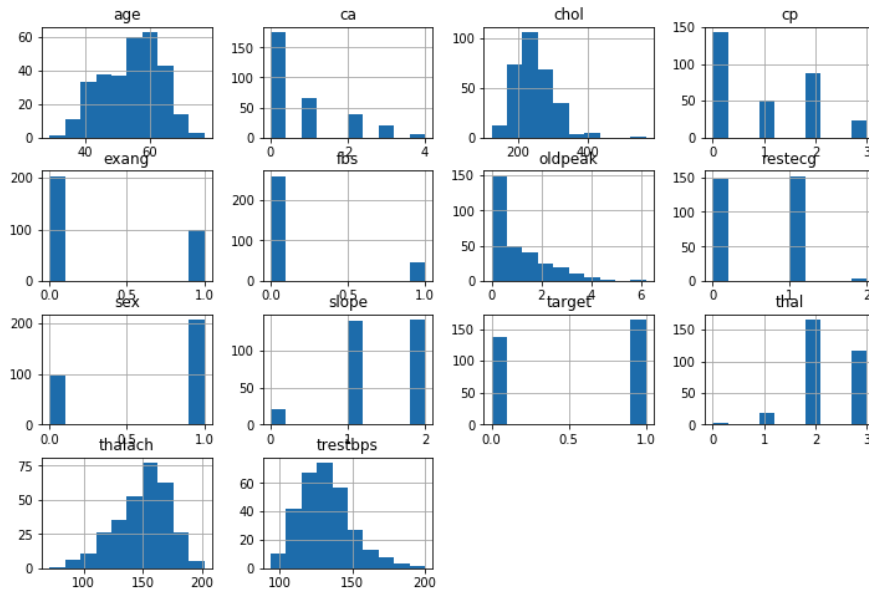 age ca chol cp
60 40 20 0 150 100 50 0 100 50 0 150 100 50 0
40 60 0 1 2 3 4 200 400 0 1 2 3
exang fbs oldpeak restecg
200 100 0 200 100 0 150 100 50 0 150 100 50 0
0.0 0.5 1.0 0.0 0.5 1.0 0 2 4 6 0 1 2
sex slope target thal
200 100 0 100 50 0 150 100 50 0 150 100 50 0
0.0 0.5 1.0 0 1 2 0.0 0.5 1.0 0 1 2 3
thalach trestbps
75 50 25 0 60 40 20 0
100 150 200 100 150 200